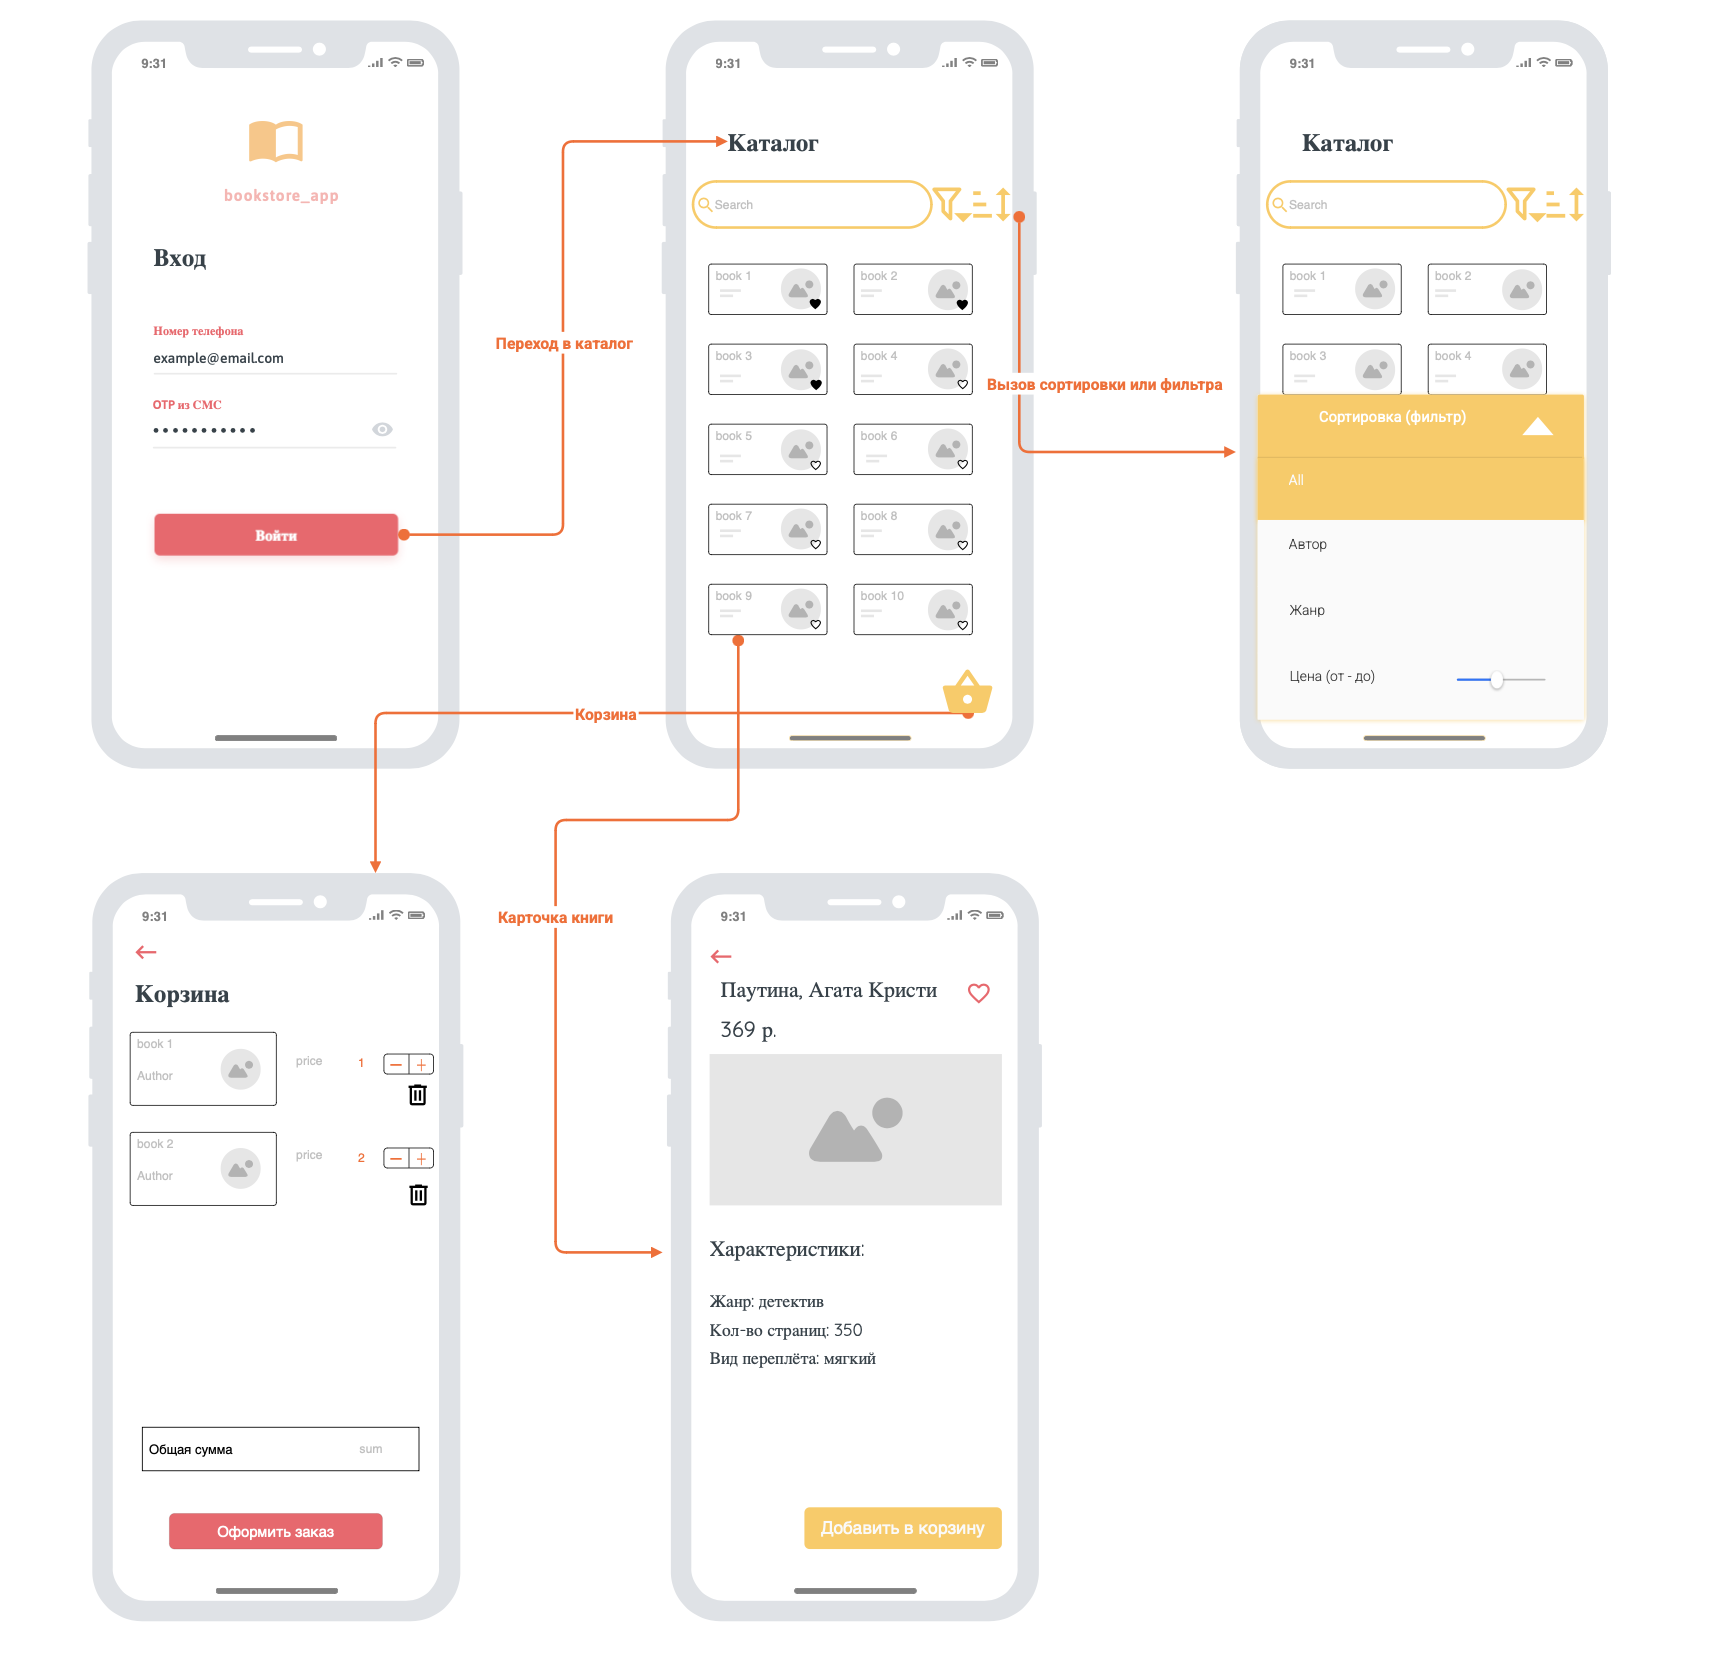 9:31
bookstore_app
Вход
Номер телефона
example@email.com
OTP из СМС
Войти
Переход в каталог
9:31
Каталог
Search
book 1
book 2
book 3
book 4
book 5
book 6
book 7
book 8
book 9
book 10
Вызов сортировки или фильтра
9:31
Каталог
Search
book 1
book 2
book 3
book 4
Сортировка (фильтр)
All
Автор
Жанр
Цена (от - до)
Корзина
9:31
Корзина
book 1
Author
price
1
book 2
Author
price
2
Общая сумма
sum
Оформить заказ
Карточка книги
9:31
Паутина, Агата Кристи
369 р.
Характеристики:
Жанр: детектив
Кол-во страниц: 350
Вид переплёта: мягкий
Добавить в корзину